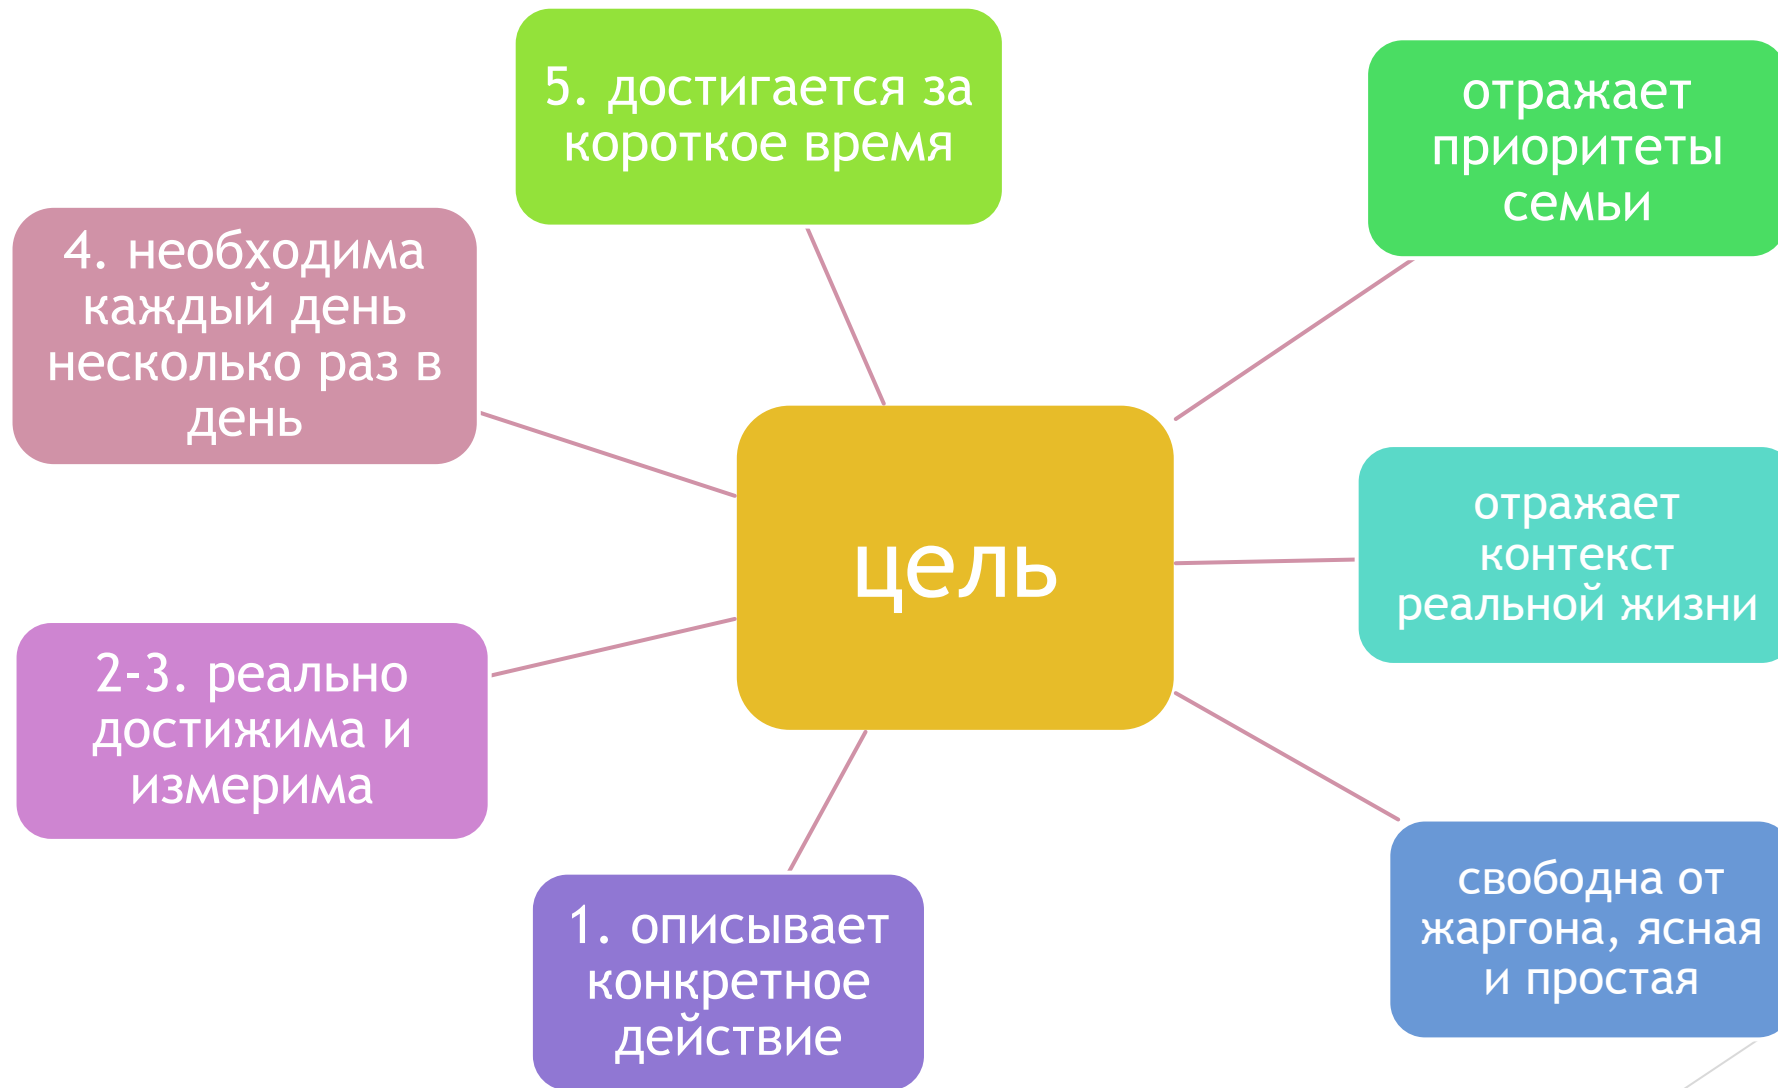 5. достигается за
короткое время
отражает
приоритеты
семьи
4. необходима
каждый день
несколько раз в
день
цель
отражает
контекст
реальной жизни
2-3. реально
достижима и
измерима
1. описывает
конкретное
действие
свободна от
жаргона, ясная
и простая